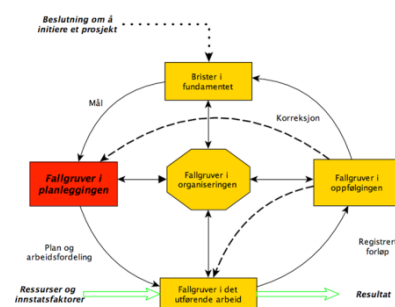 Beslutning om å
initiere et prosjekt
Brister i
fundamentet
Mål
Korreksjon
Fallgruver i
planleggingen
Fallgruver i
organiseringen
Fallgruver i
oppfølgingen
Plan og
arbeidsfordeling
Registrert
forløp
Ressurser og
innstatsfaktorer
Fallgruver i det
utførende arbeid
Resultat